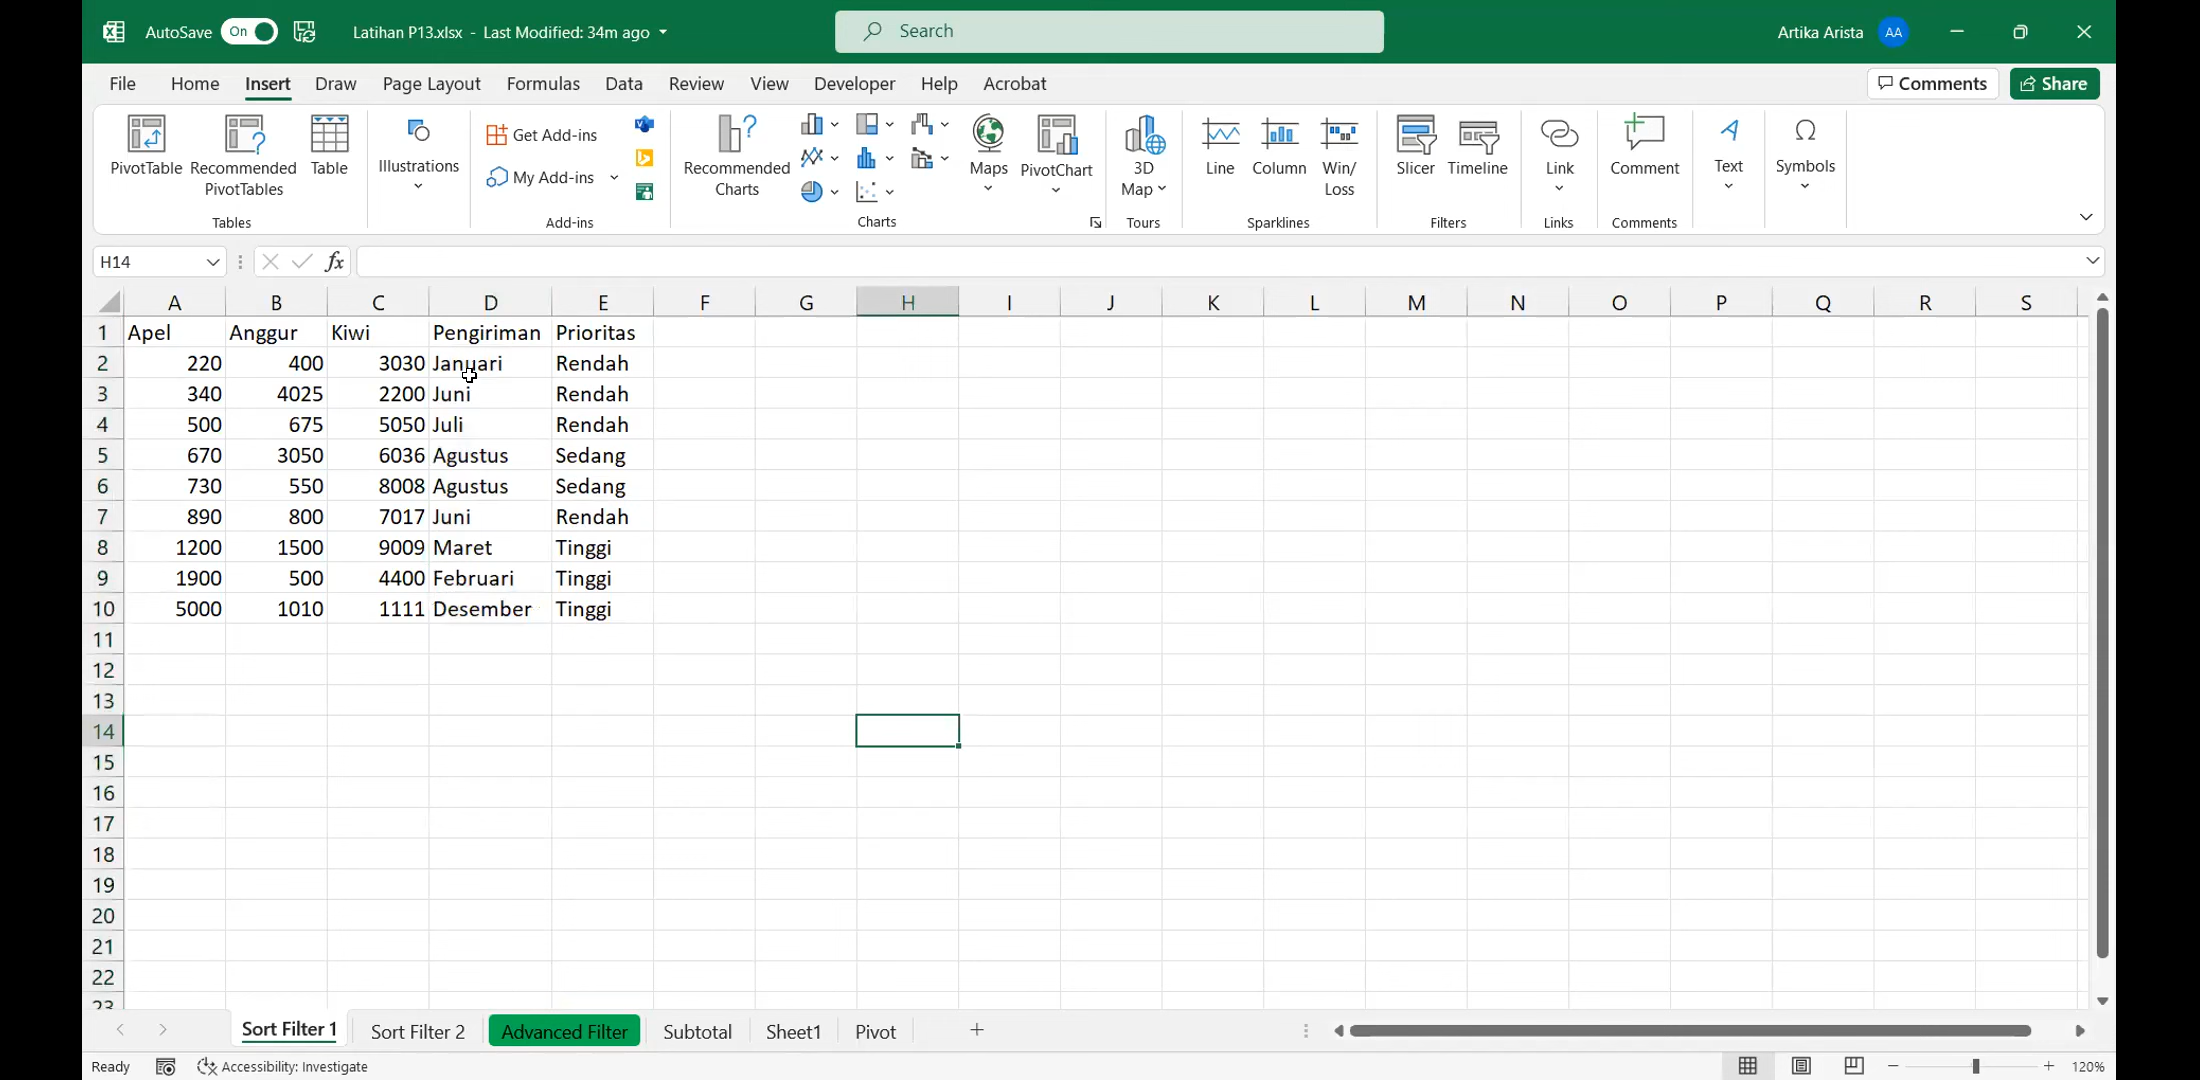 AutoSave On Latihan P13.xlsx - Last Modified: 34m ago Search Artika Arista AA
File Home Insert Draw Page Layout Formulas Data Review View Developer Help Acrobat Comments Share
PivotTable Recommended PivotTables Table
Tables
Illustrations
Get Add-ins
My Add-ins
Add-ins
Recommended Charts
Maps PivotChart
Charts
3D Map
Tours
Line Column Win/Loss
Sparklines
Slicer Timeline
Filters
Link
Links
Comment
Comments
Text
Symbols
H14 fx
A B C D E F G H I J K L M N O P Q R S
1 Apel Anggur Kiwi Pengiriman Prioritas
2 220 400 3030 Januari Rendah
3 340 4025 2200 Juni Rendah
4 500 675 5050 Juli Rendah
5 670 3050 6036 Agustus Sedang
6 730 550 8008 Agustus Sedang
7 890 800 7017 Juni Rendah
8 1200 1500 9009 Maret Tinggi
9 1900 500 4400 Februari Tinggi
10 5000 1010 1111 Desember Tinggi
11
12
13
14
15
16
17
18
19
20
21
22
23
Sort Filter 1 Sort Filter 2 Advanced Filter Subtotal Sheet1 Pivot
Ready Accessibility: Investigate 120%